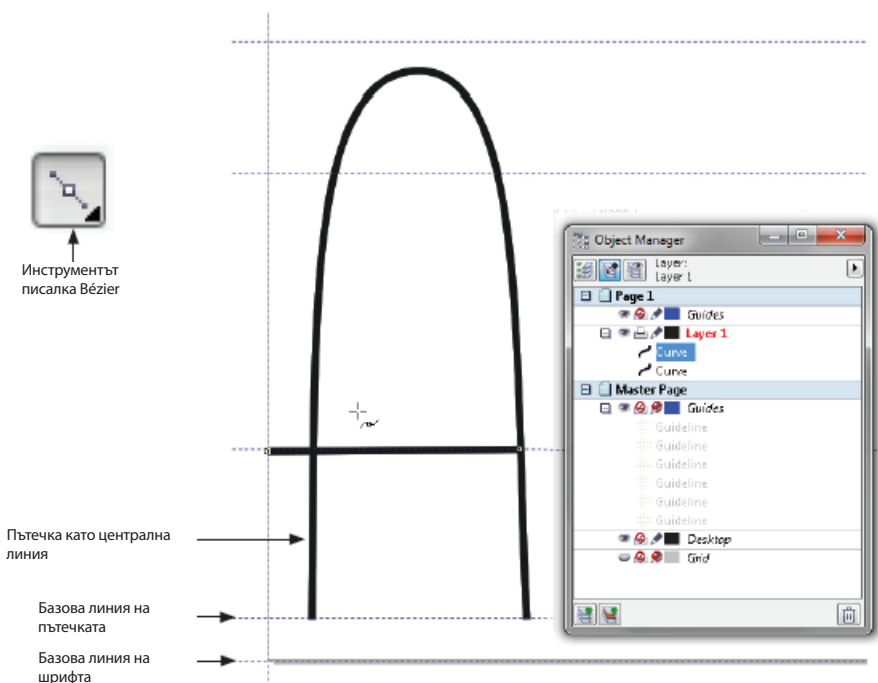 Инструментът
писалка Bézier
Пътечка като централна
линия
Базова линия на
пътечката
Базова линия на
шрифта
Object Manager
Layer:
Layer 1
Page 1
Guides
Layer 1
Curve
Curve
Master Page
Guides
Guideline
Guideline
Guideline
Guideline
Guideline
Guideline
Desktop
Grid